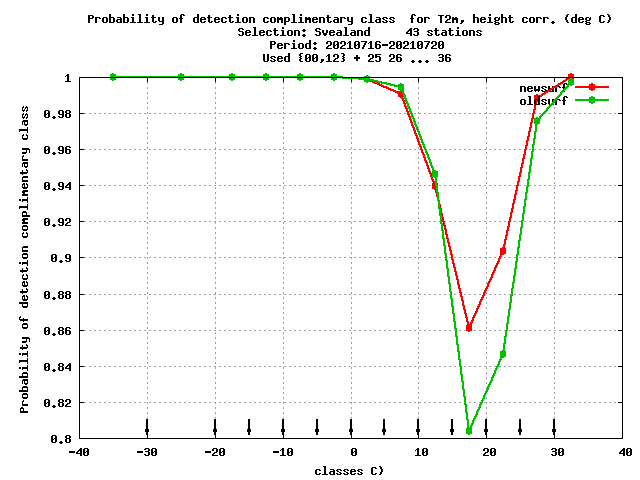 Probability of detection complimentary class  for T2m, height corr. (deg C)
Selection: Svealand     43 stations
Period: 20210716-20210720
Used {00,12} + 25 26 ... 36
Probability of detection complimentary class
1
0.98
0.96
0.94
0.92
0.9
0.88
0.86
0.84
0.82
0.8
newsurf
oldsurf
-40 -30 -20 -10 0 10 20 30 40
classes C)